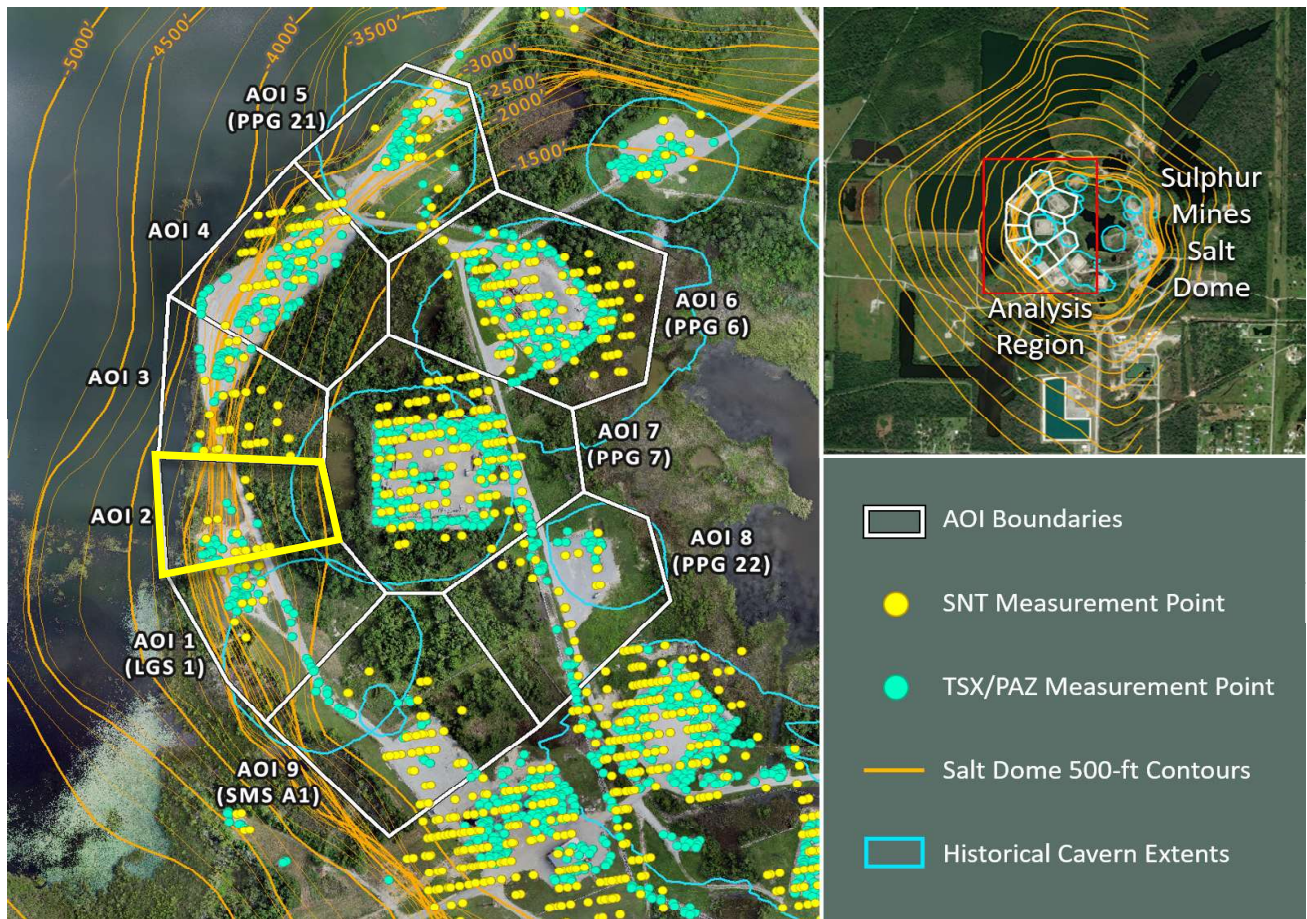 -5000'
-4500'
-4000'
-3500'
-3000'
-2500'
-2000'
-1500'
AOI 5
(PPG 21)
AOI 4
AOI 3
AOI 2
AOI 1
(LGS 1)
AOI 9
(SMS A1)
AOI 6
(PPG 6)
AOI 7
(PPG 7)
AOI 8
(PPG 22)
Sulphur
Mines
Salt
Dome
Analysis
Region
AOI Boundaries
SNT Measurement Point
TSX/PAZ Measurement Point
Salt Dome 500-ft Contours
Historical Cavern Extents